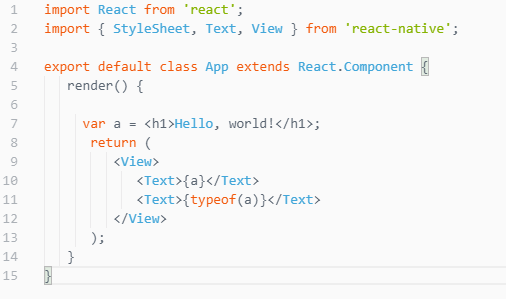 1 import React from 'react';
2 import { StyleSheet, Text, View } from 'react-native';
3
4 export default class App extends React.Component {
5    render() {
6
7      var a = <h1>Hello, world!</h1>;
8       return (
9          <View>
10             <Text>{a}</Text>
11             <Text>{typeof(a)}</Text>
12          </View>
13       );
14    }
15 }